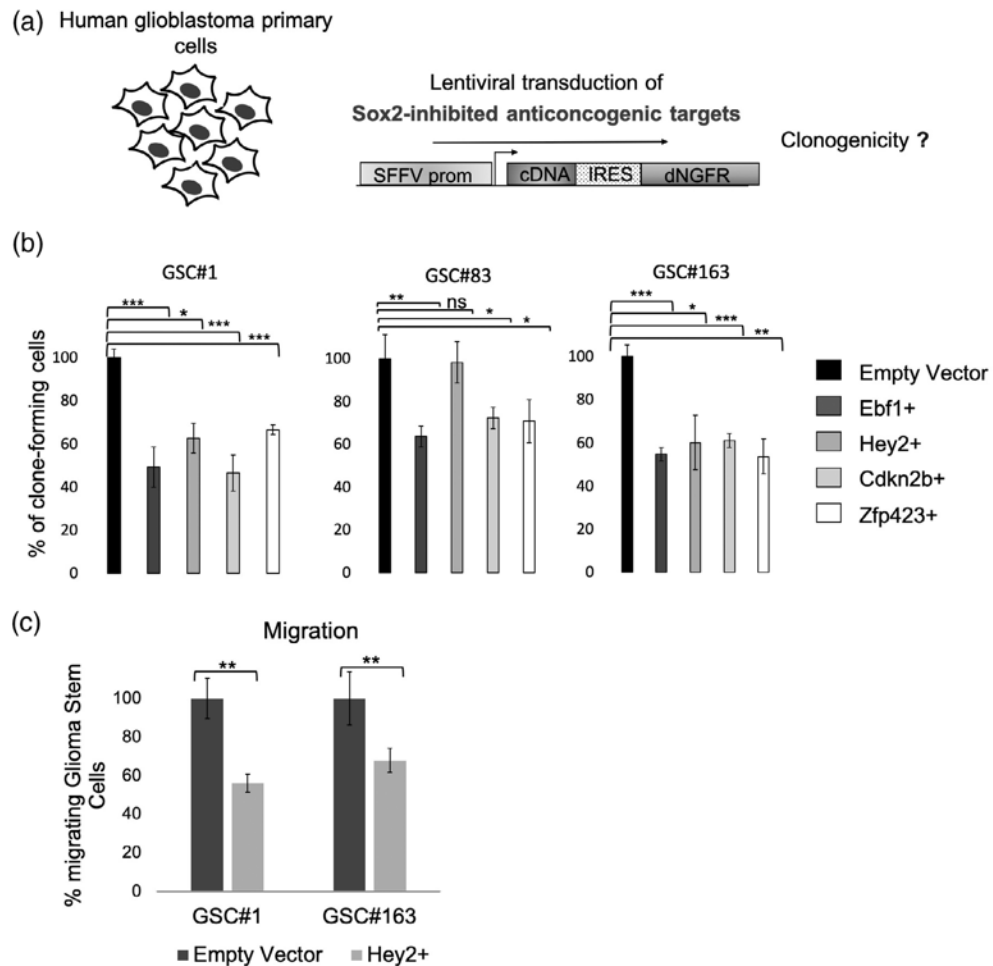 (a)
Human glioblastoma primary
cells
Lentiviral transduction of
Sox2-inhibited anticoncogenic targets
Clonogenicity ?
SFFV prom
cDNA
IRES
dNGFR
(b)
GSC#1
GSC#83
GSC#163
% of clone-forming cells
***
*
***
***
100
80
60
40
20
0
**
ns
*
*
100
80
60
40
20
0
***
*
***
**
100
80
60
40
20
0
Empty Vector
Ebf1+
Hey2+
Cdkn2b+
Zfp423+
(c)
Migration
% migrating Glioma Stem
Cells
**
**
100
80
60
40
20
0
GSC#1
GSC#163
Empty Vector
Hey2+